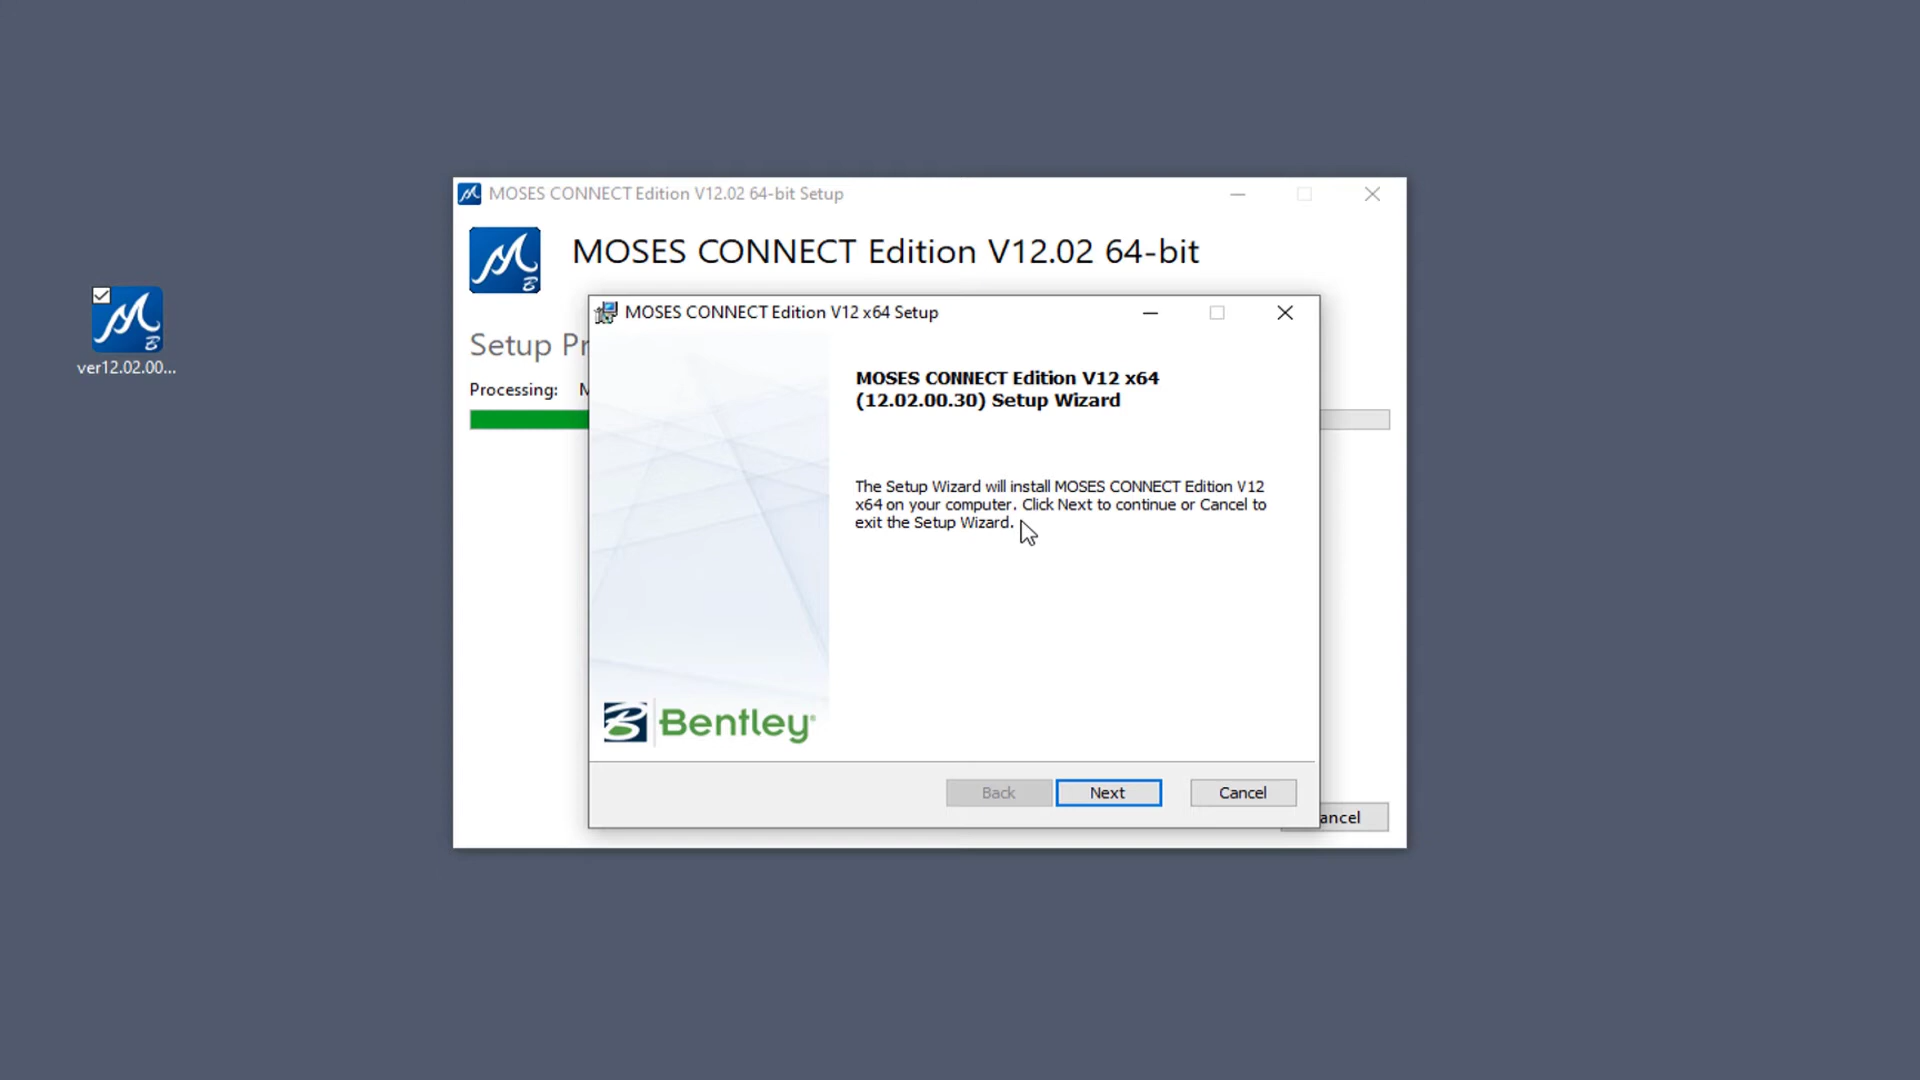 MOSES CONNECT Edition V12.02 64-bit Setup
MOSES CONNECT Edition V12.02 64-bit
ver12.02.00...
MOSES CONNECT Edition V12 x64 Setup
Setup Pr
Processing: M
MOSES CONNECT Edition V12 x64
(12.02.00.30) Setup Wizard
The Setup Wizard will install MOSES CONNECT Edition V12
x64 on your computer. Click Next to continue or Cancel to
exit the Setup Wizard.
Bentley®
Back Next Cancel
ancel